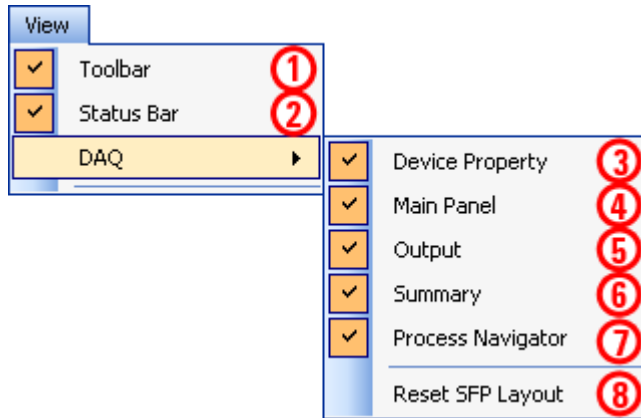 View
Toolbar 1
Status Bar 2
DAQ
Device Property 3
Main Panel 4
Output 5
Summary 6
Process Navigator 7
Reset SFP Layout 8